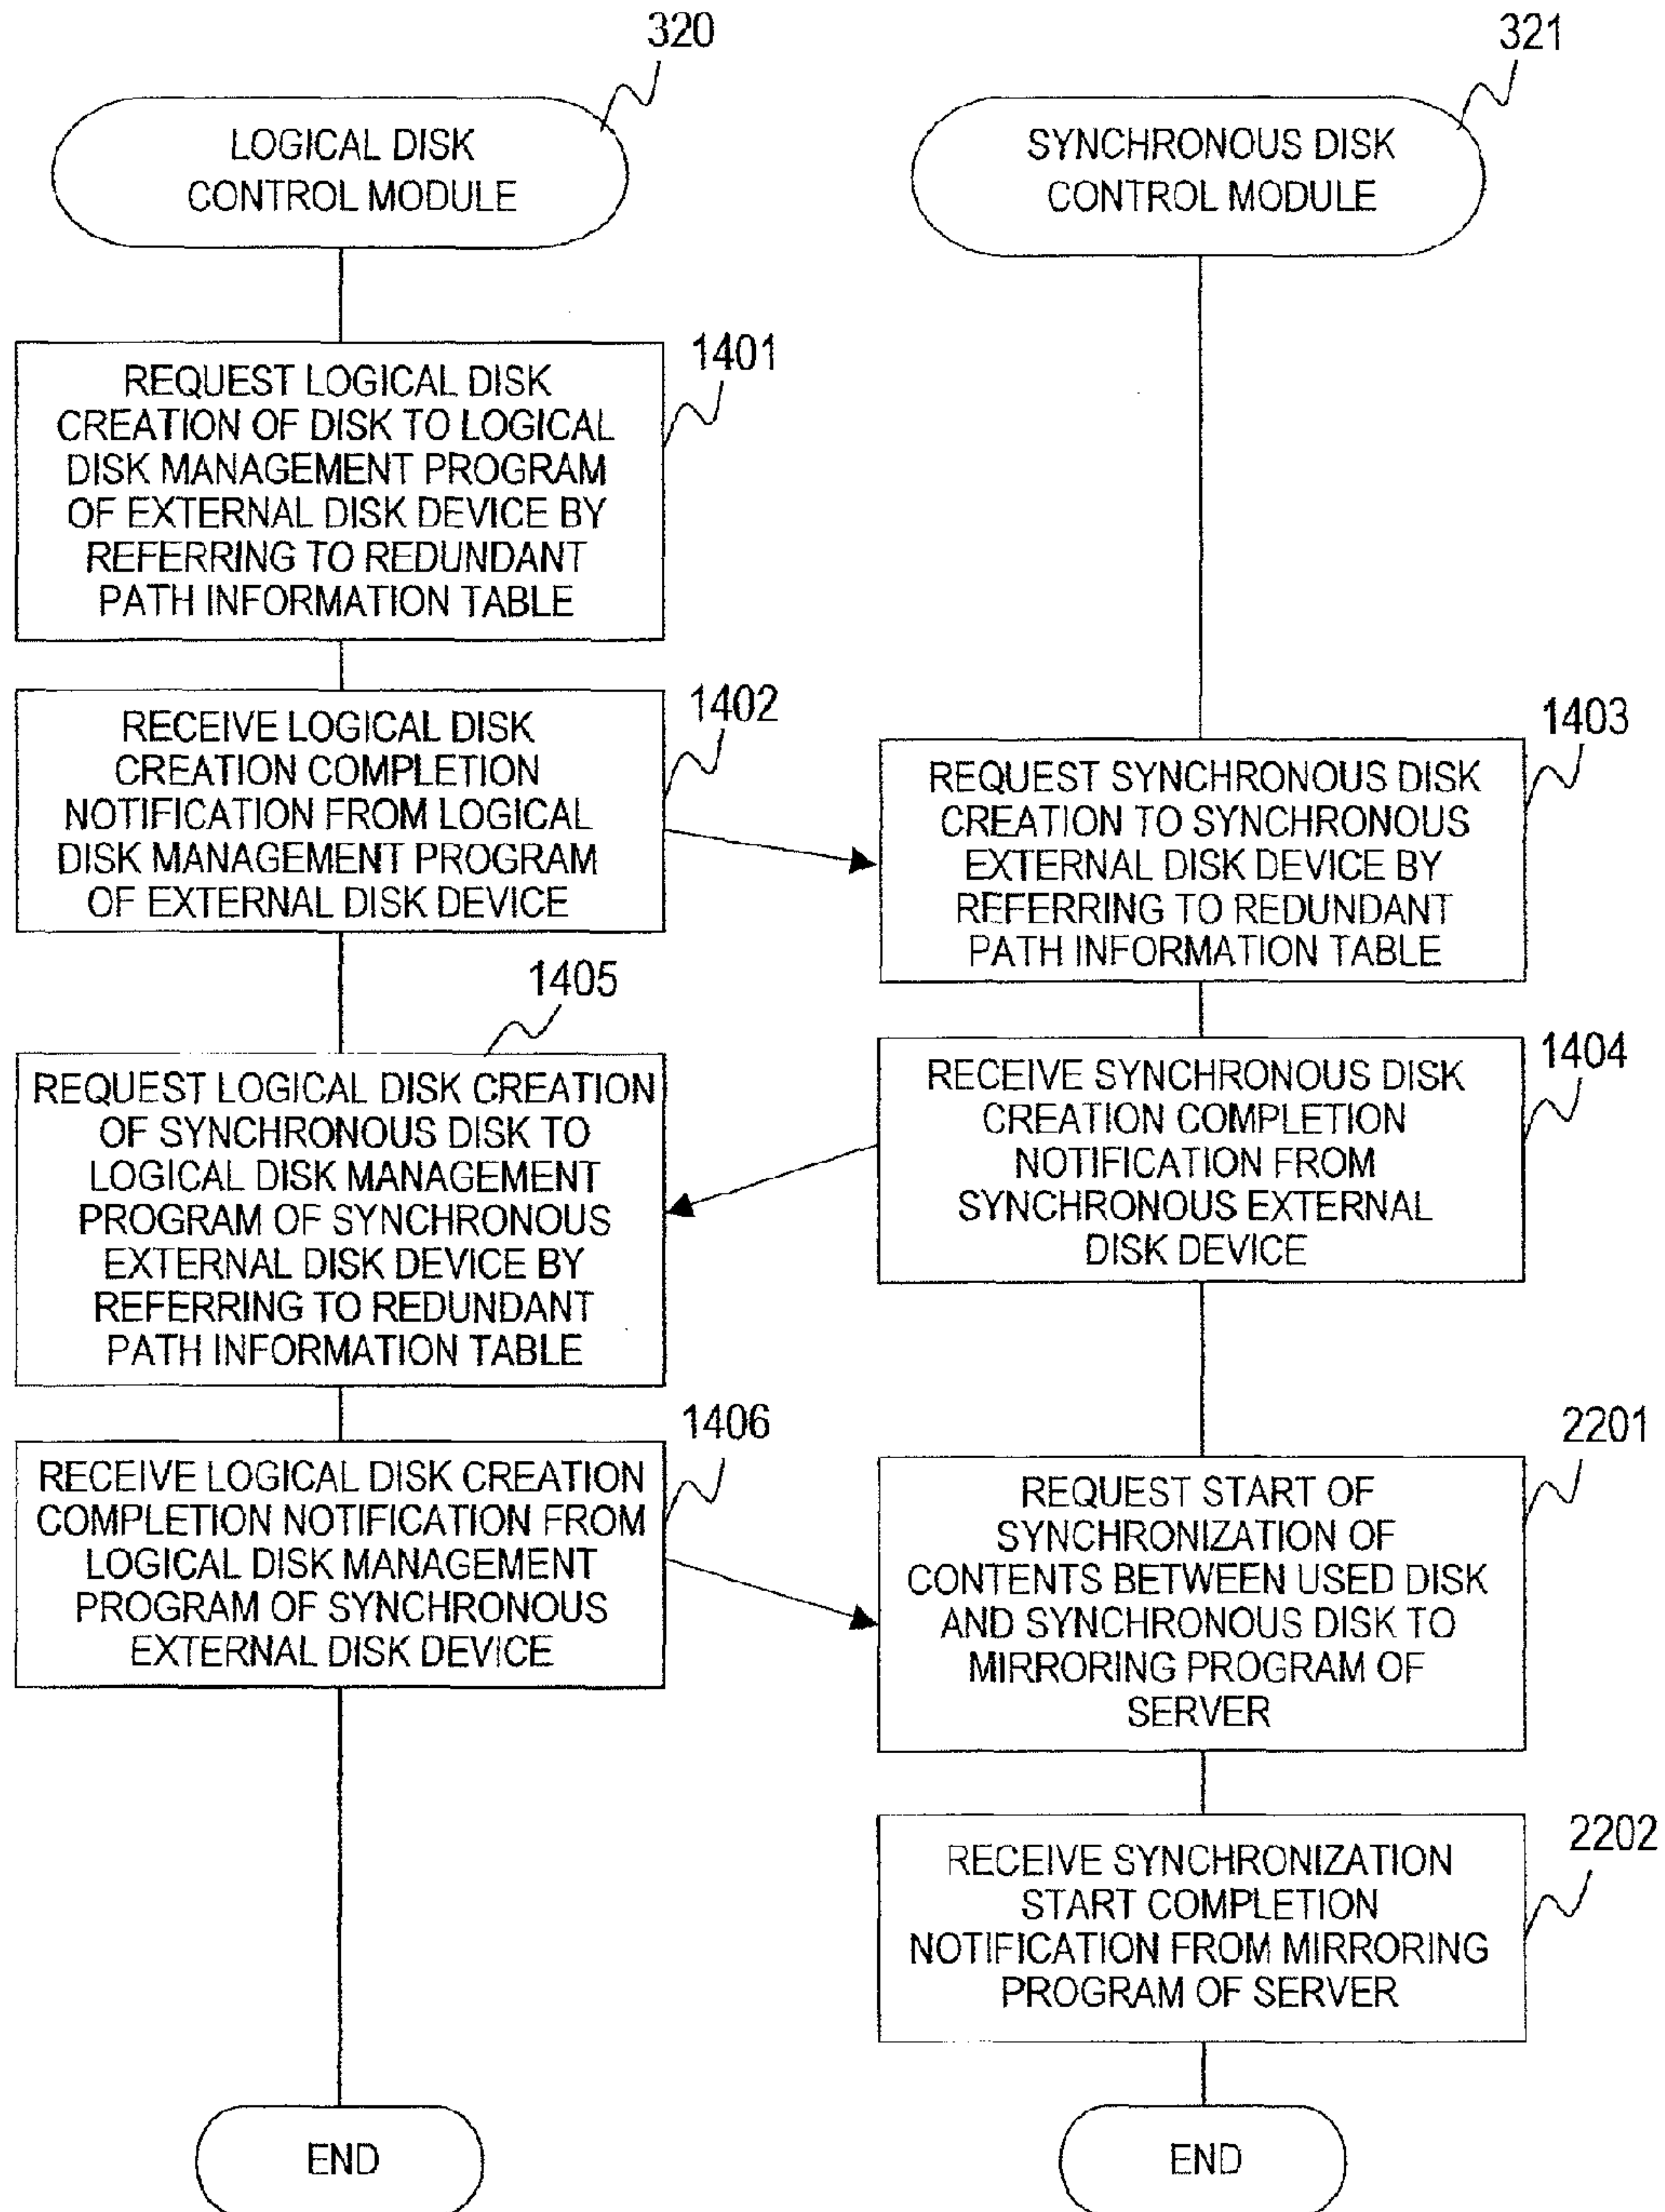 320
LOGICAL DISK
CONTROL MODULE
321
SYNCHRONOUS DISK
CONTROL MODULE
1401
REQUEST LOGICAL DISK
CREATION OF DISK TO LOGICAL
DISK MANAGEMENT PROGRAM
OF EXTERNAL DISK DEVICE BY
REFERRING TO REDUNDANT
PATH INFORMATION TABLE
1402
RECEIVE LOGICAL DISK
CREATION COMPLETION
NOTIFICATION FROM LOGICAL
DISK MANAGEMENT PROGRAM
OF EXTERNAL DISK DEVICE
1403
REQUEST SYNCHRONOUS DISK
CREATION TO SYNCHRONOUS
EXTERNAL DISK DEVICE BY
REFERRING TO REDUNDANT
PATH INFORMATION TABLE
1404
RECEIVE SYNCHRONOUS DISK
CREATION COMPLETION
NOTIFICATION FROM
SYNCHRONOUS EXTERNAL
DISK DEVICE
1405
REQUEST LOGICAL DISK CREATION
OF SYNCHRONOUS DISK TO
LOGICAL DISK MANAGEMENT
PROGRAM OF SYNCHRONOUS
EXTERNAL DISK DEVICE BY
REFERRING TO REDUNDANT
PATH INFORMATION TABLE
1406
RECEIVE LOGICAL DISK CREATION
COMPLETION NOTIFICATION FROM
LOGICAL DISK MANAGEMENT
PROGRAM OF SYNCHRONOUS
EXTERNAL DISK DEVICE
2201
REQUEST START OF
SYNCHRONIZATION OF
CONTENTS BETWEEN USED DISK
AND SYNCHRONOUS DISK TO
MIRRORING PROGRAM OF
SERVER
2202
RECEIVE SYNCHRONIZATION
START COMPLETION
NOTIFICATION FROM MIRRORING
PROGRAM OF SERVER
END
END